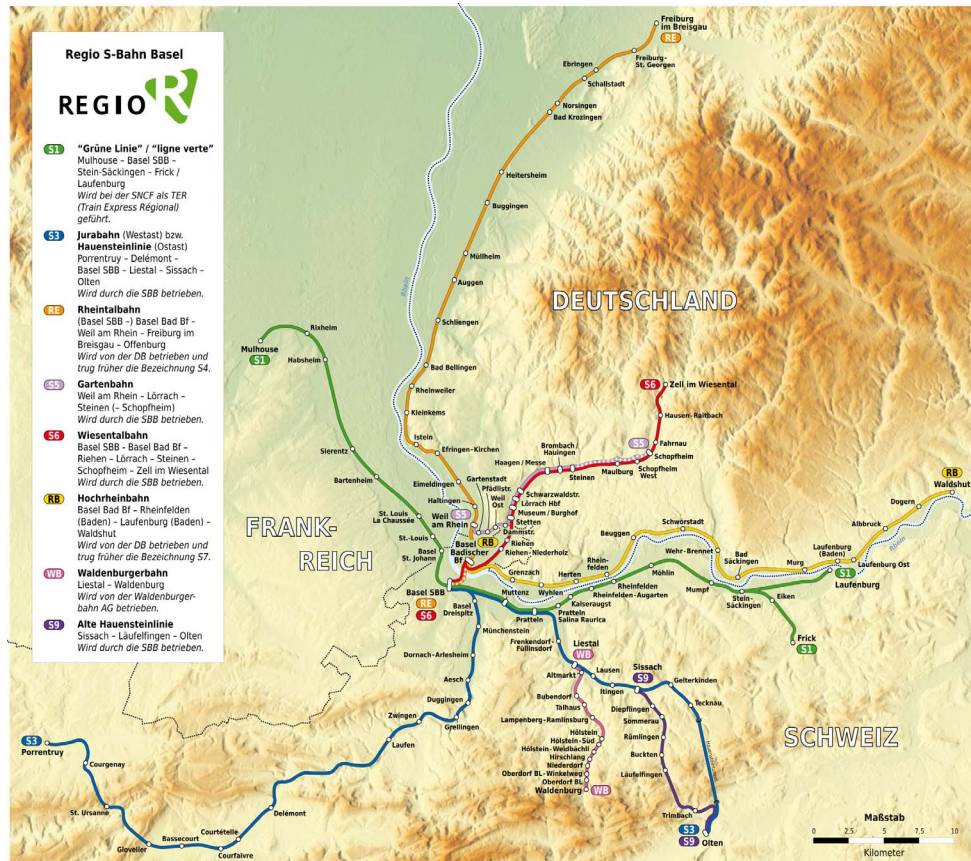 Regio S-Bahn Basel
REGIO
S1 “Grüne Linie” / “ligne verte”
Mulhouse – Basel SBB –
Stein-Säckingen – Frick /
Laufenburg
Wird bei der SNCF als TER
(Train Express Régional)
geführt.
S3 Jurabahn (Westast) bzw.
Hauensteinlinie (Ostast)
Porrentruy – Delémont –
Basel SBB – Liestal – Sissach –
Olten
Wird durch die SBB betrieben.
RE Rheintalbahn
(Basel SBB –) Basel Bad Bf –
Weil am Rhein – Freiburg im
Breisgau – Offenburg
Wird von der DB betrieben und
trug früher die Bezeichnung S4.
S5 Gartenbahn
Weil am Rhein – Lörrach –
Steinen (– Schopfheim)
Wird durch die SBB betrieben.
S6 Wiesentalbahn
Basel SBB - Basel Bad Bf –
Riehen – Lörrach – Steinen –
Schopfheim – Zell im Wiesental
Wird durch die SBB betrieben.
RB Hochrheinbahn
Basel Bad Bf – Rheinfelden
(Baden) – Laufenburg (Baden) –
Waldshut
Wird von der DB betrieben und
trug früher die Bezeichnung S7.
WB Waldenburgerbahn
Liestal – Waldenburg
Wird von der Waldenburger-
bahn AG betrieben.
S9 Alte Hauensteinlinie
Sissach – Läufelfingen – Olten
Wird durch die SBB betrieben.
Freiburg
im Breisgau
RE
Freiburg-
St. Georgen
Ebringen
Schallstadt
Norsingen
Bad Krozingen
Heitersheim
Buggingen
Müllheim
Auggen
Schliengen
Bad Bellingen
Rheinweiler
Kleinkems
Istein
Efringen-Kirchen
Eimeldingen
Haltingen
Rhein
DEUTSCHLAND
FRANK-
REICH
SCHWEIZ
Mulhouse
S1
Rixheim
Habsheim
Sierentz
Bartenheim
St. Louis
La Chaussée
St.-Louis
Basel
St. Johann
S5
Weil
am Rhein
Gartenstadt
Pfädlistr.
Weil
Ost
RB
Basel
Badischer
Bf
Dammstr.
Stetten
Museum / Burghof
Lörrach Hbf
Schwarzwaldstr.
Haagen / Messe
Brombach /
Hauingen
Steinen
Maulburg
Schopfheim
West
Schopfheim
S5
Fahrnau
Hausen-Raitbach
S6 Zell im Wiesental
Riehen
Riehen-Niederholz
Grenzach
Wyhlen
Herten
Rhein-
felden
Beuggen
Schwörstadt
Wehr-Brennet
Bad
Säckingen
Murg
Laufenburg
(Baden)
Laufenburg Ost
Albbruck
Dogern
RB
Waldshut
Rhein
Basel SBB
RE
S6
Basel
Dreispitz
Muttenz
Pratteln
Pratteln
Salina Raurica
Kaiseraugst
Rheinfelden-Augarten
Rheinfelden
Möhlin
Mumpf
Stein-
Säckingen
S1
Laufenburg
Eiken
Frick
S1
Münchenstein
Dornach-Arlesheim
Aesch
Duggingen
Grellingen
Zwingen
Laufen
Delémont
Courtételle
Courfaivre
Bassecourt
Glovelier
St. Ursanne
Courgenay
S3
Porrentruy
Frenkendorf-
Füllinsdorf
Liestal
WB
Altmarkt
Lausen
Itingen
Sissach
S9
Gelterkinden
Tecknau
Bubendorf
Talhaus
Lampenberg-Ramlinsburg
Hölstein
Hölstein-Süd
Hölstein-Weidbächli
Hirschlang
Niederdorf
Oberdorf BL-Winkelweg
Oberdorf BL
Waldenburg WB
Diepflingen
Sommerau
Rümlingen
Buckten
Läufelfingen
Trimbach
S3
S9
Olten
Maßstab
0 2,5 5 7,5 10
Kilometer